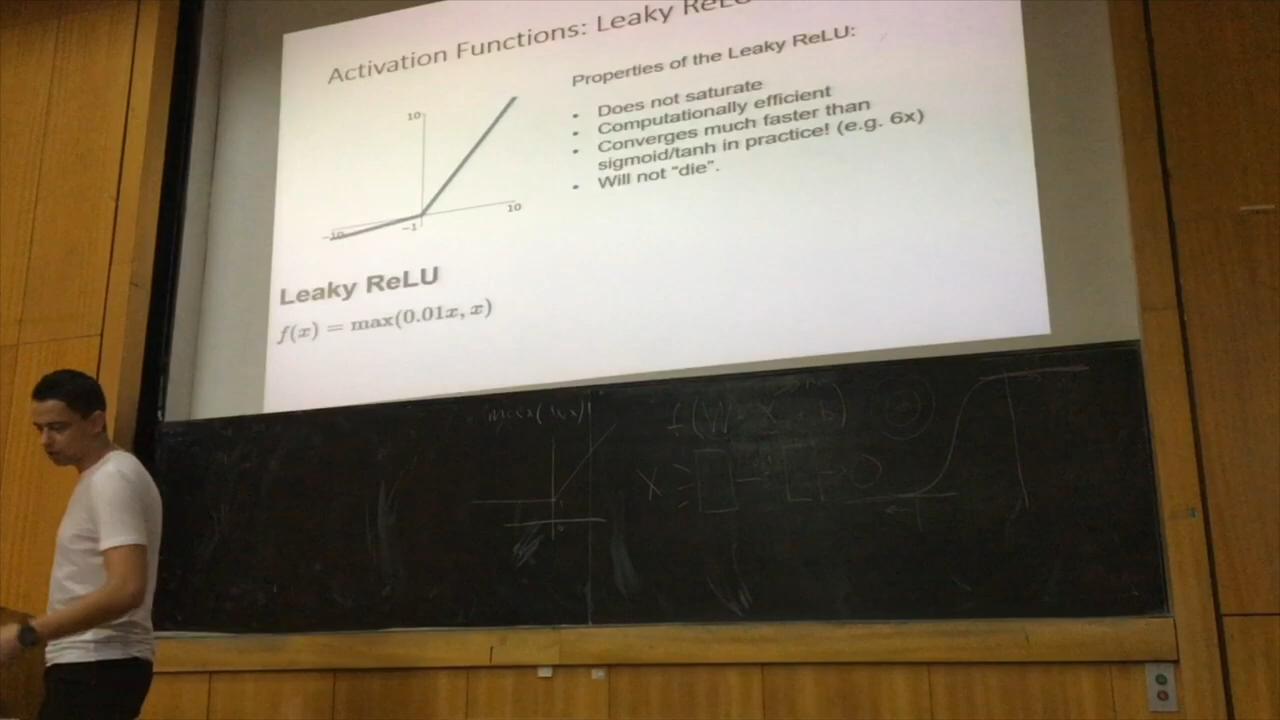 Activation Functions: Leaky ReLU
Properties of the Leaky ReLU:
• Does not saturate
• Computationally efficient
• Converges much faster than
sigmoid/tanh in practice! (e.g. 6x)
• Will not "die".
10
10
-10
-1
Leaky ReLU
f(x) = max(0.01x, x)
X